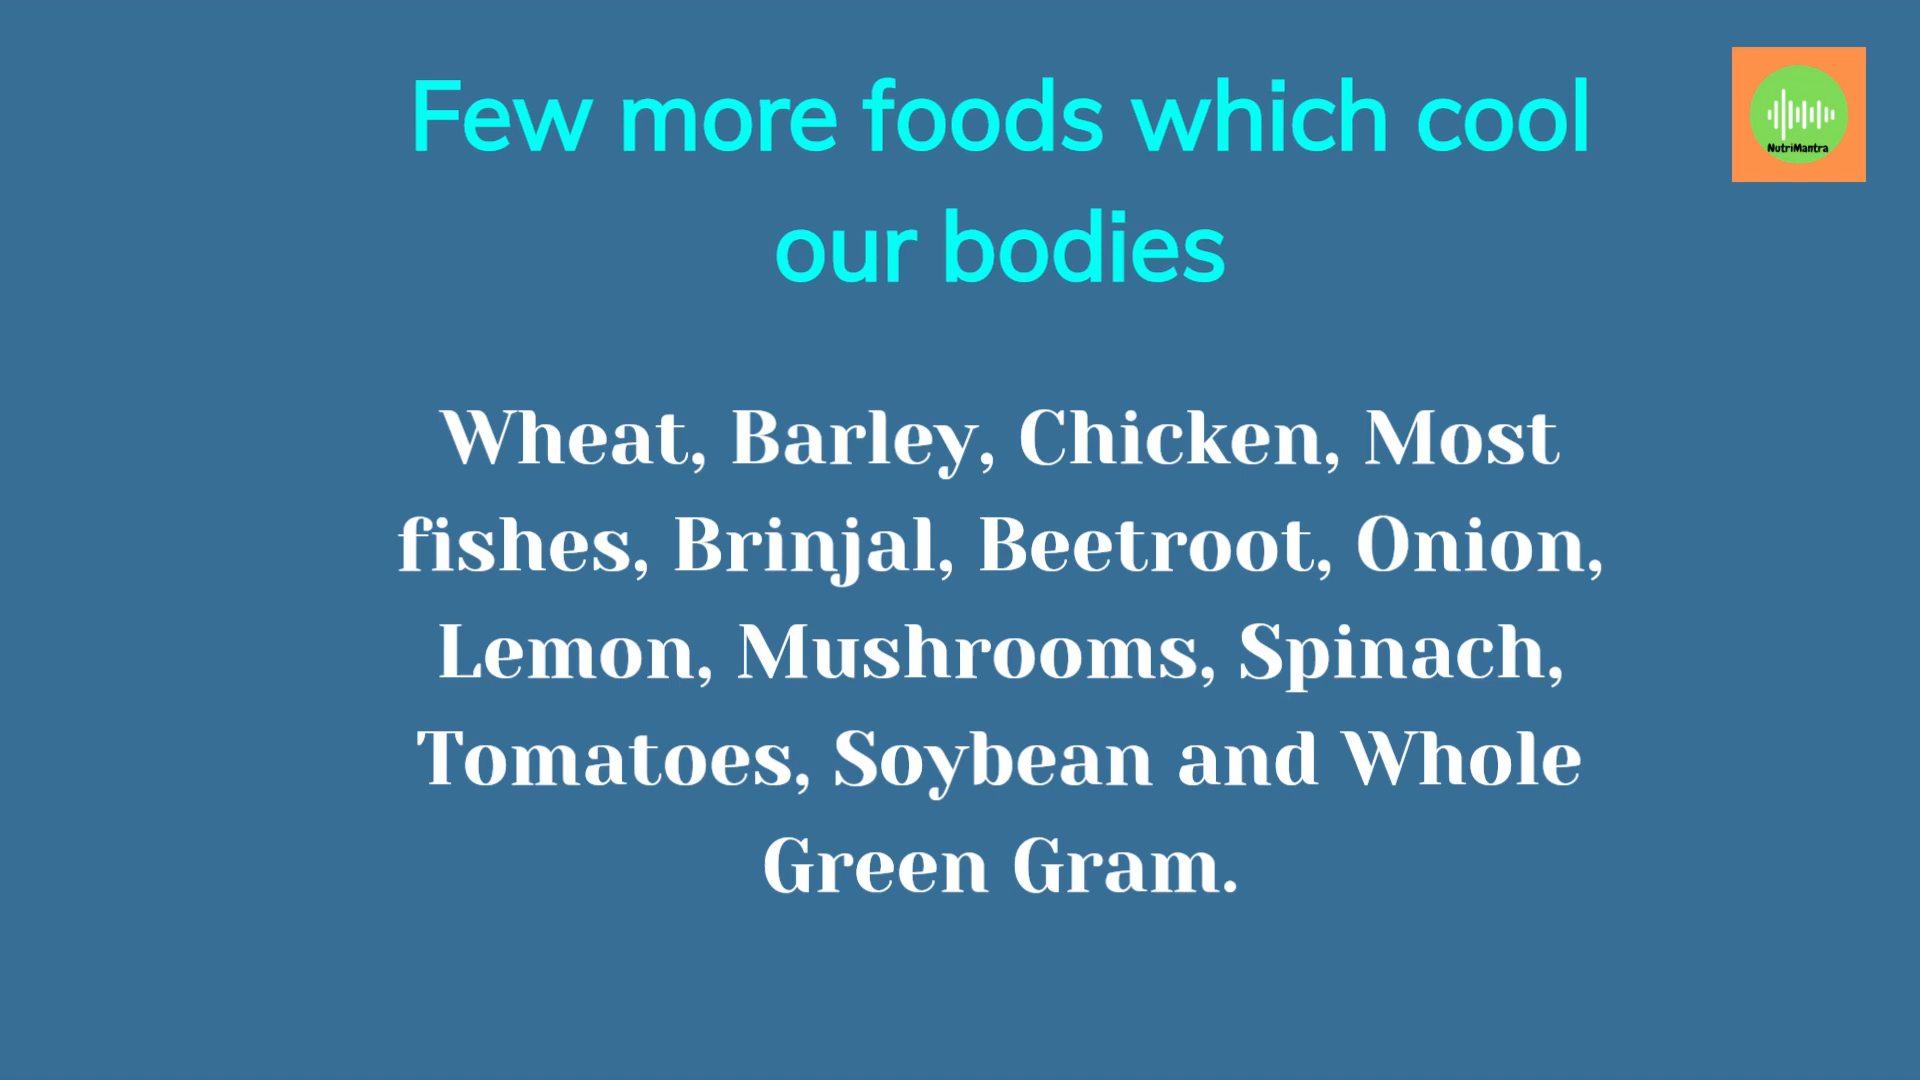 Few more foods which cool
our bodies
NutriMantra
Wheat, Barley, Chicken, Most
fishes, Brinjal, Beetroot, Onion,
Lemon, Mushrooms, Spinach,
Tomatoes, Soybean and Whole
Green Gram.